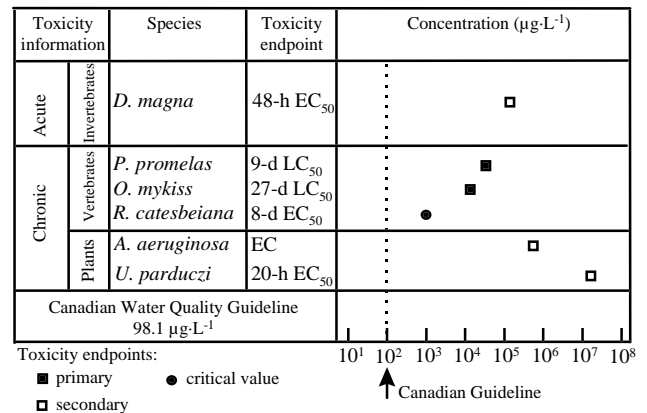 Toxicity information Species Toxicity endpoint Concentration (µg·L⁻¹)
Acute Invertebrates D. magna 48-h EC₅₀
Chronic Vertebrates P. promelas 9-d LC₅₀
O. mykiss 27-d LC₅₀
R. catesbeiana 8-d EC₅₀
Plants A. aeruginosa EC
U. parduczi 20-h EC₅₀
Canadian Water Quality Guideline
98.1 µg·L⁻¹
10¹ 10² 10³ 10⁴ 10⁵ 10⁶ 10⁷ 10⁸
Toxicity endpoints:
primary critical value
secondary
Canadian Guideline